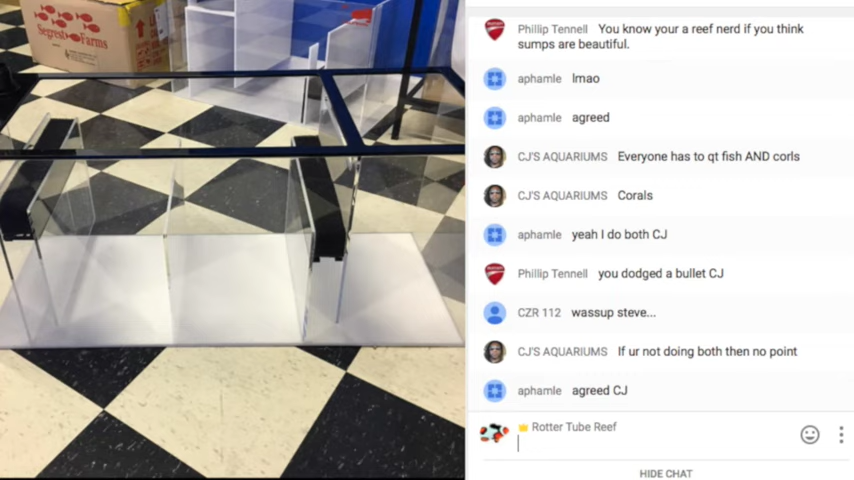 Segrest Farms
Phillip Tennell You know your a reef nerd if you think
sumps are beautiful.
aphamle lmao
aphamle agreed
CJ'S AQUARIUMS Everyone has to qt fish AND corls
CJ'S AQUARIUMS Corals
aphamle yeah I do both CJ
Phillip Tennell you dodged a bullet CJ
CZR 112 wassup steve...
CJ'S AQUARIUMS If ur not doing both then no point
aphamle agreed CJ
Rotter Tube Reef
HIDE CHAT